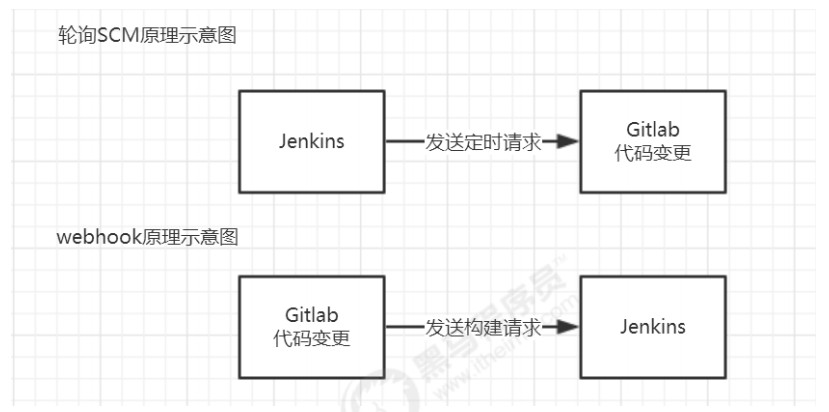 轮询SCM原理示意图
Jenkins
发送定时请求
Gitlab
代码变更
webhook原理示意图
Gitlab
代码变更
发送构建请求
Jenkins
黑马程序员
www.itheima.com